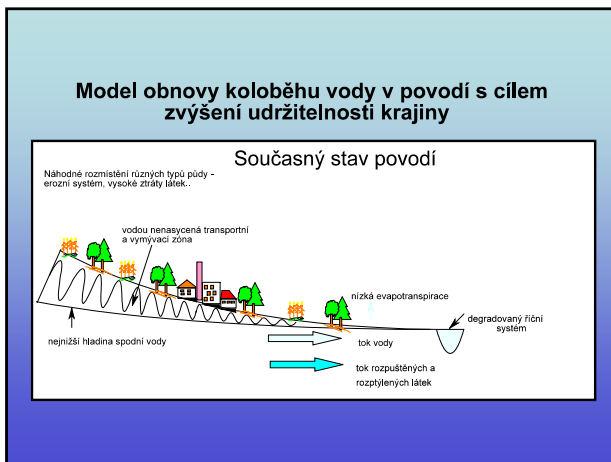 Model obnovy koloběhu vody v povodí s cílem
zvýšení udržitelnosti krajiny
Současný stav povodí
Náhodné rozmístění různých typů půdy -
erozní systém, vysoké ztráty látek..
vodou nenasycená transportní
a vymývací zóna
nízká evapotranspirace
degradovaný říční
systém
nejnižší hladina spodní vody
tok vody
tok rozpuštěných a
rozptýlených látek